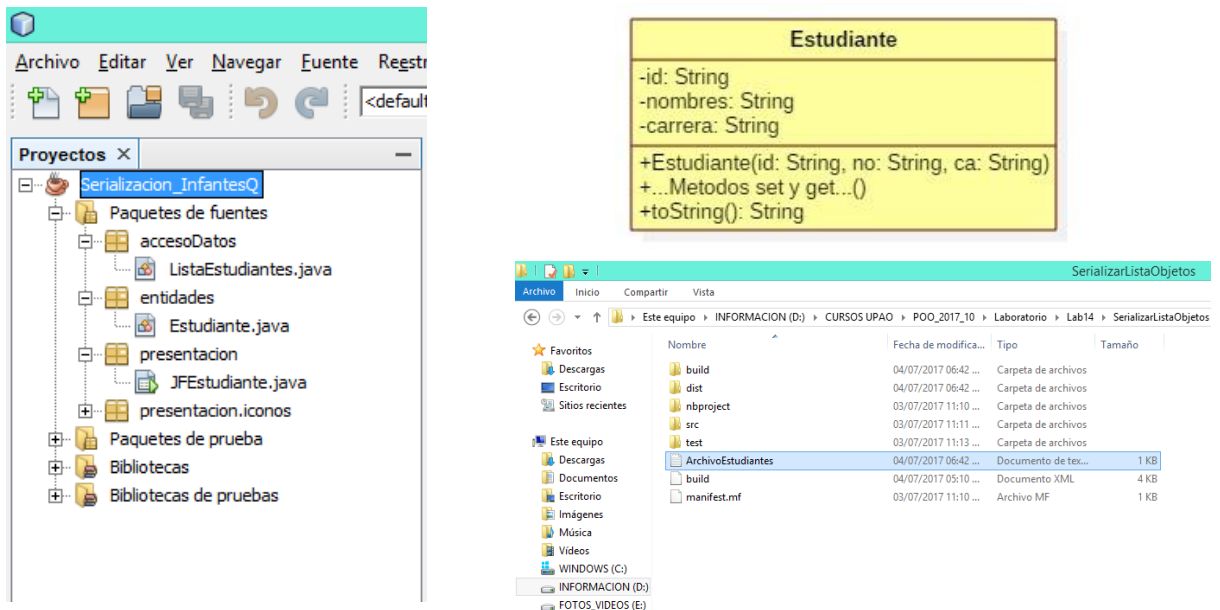 Archivo Editar Ver Navegar Fuente Reestr
<default
Proyectos
Serializacion_InfantesQ
Paquetes de fuentes
accesoDatos
ListaEstudiantes.java
entidades
Estudiante.java
presentacion
JFEstudiante.java
presentacion.iconos
Paquetes de prueba
Bibliotecas
Bibliotecas de pruebas
Estudiante
-id: String
-nombres: String
-carrera: String
+Estudiante(id: String, no: String, ca: String)
+...Metodos set y get...()
+toString(): String
SerializarListaObjetos
Archivo Inicio Compartir Vista
Este equipo INFORMACION (D:) CURSOS UPAO POO_2017_10 Laboratorio Lab14 SerializarListaObjetos
Favoritos
Descargas
Escritorio
Sitios recientes
Este equipo
Descargas
Documentos
Escritorio
Imágenes
Música
Vídeos
WINDOWS (C:)
INFORMACION (D:)
FOTOS_VIDEOS (E:)
Nombre Fecha de modifica... Tipo Tamaño
build 04/07/2017 06:42 ... Carpeta de archivos
dist 04/07/2017 06:42 ... Carpeta de archivos
nbproject 03/07/2017 11:10 ... Carpeta de archivos
src 03/07/2017 11:11 ... Carpeta de archivos
test 03/07/2017 11:13 ... Carpeta de archivos
ArchivoEstudiantes 04/07/2017 06:42 ... Documento de tex... 1 KB
build 04/07/2017 05:10 ... Documento XML 4 KB
manifest.mf 03/07/2017 11:10 ... Archivo MF 1 KB